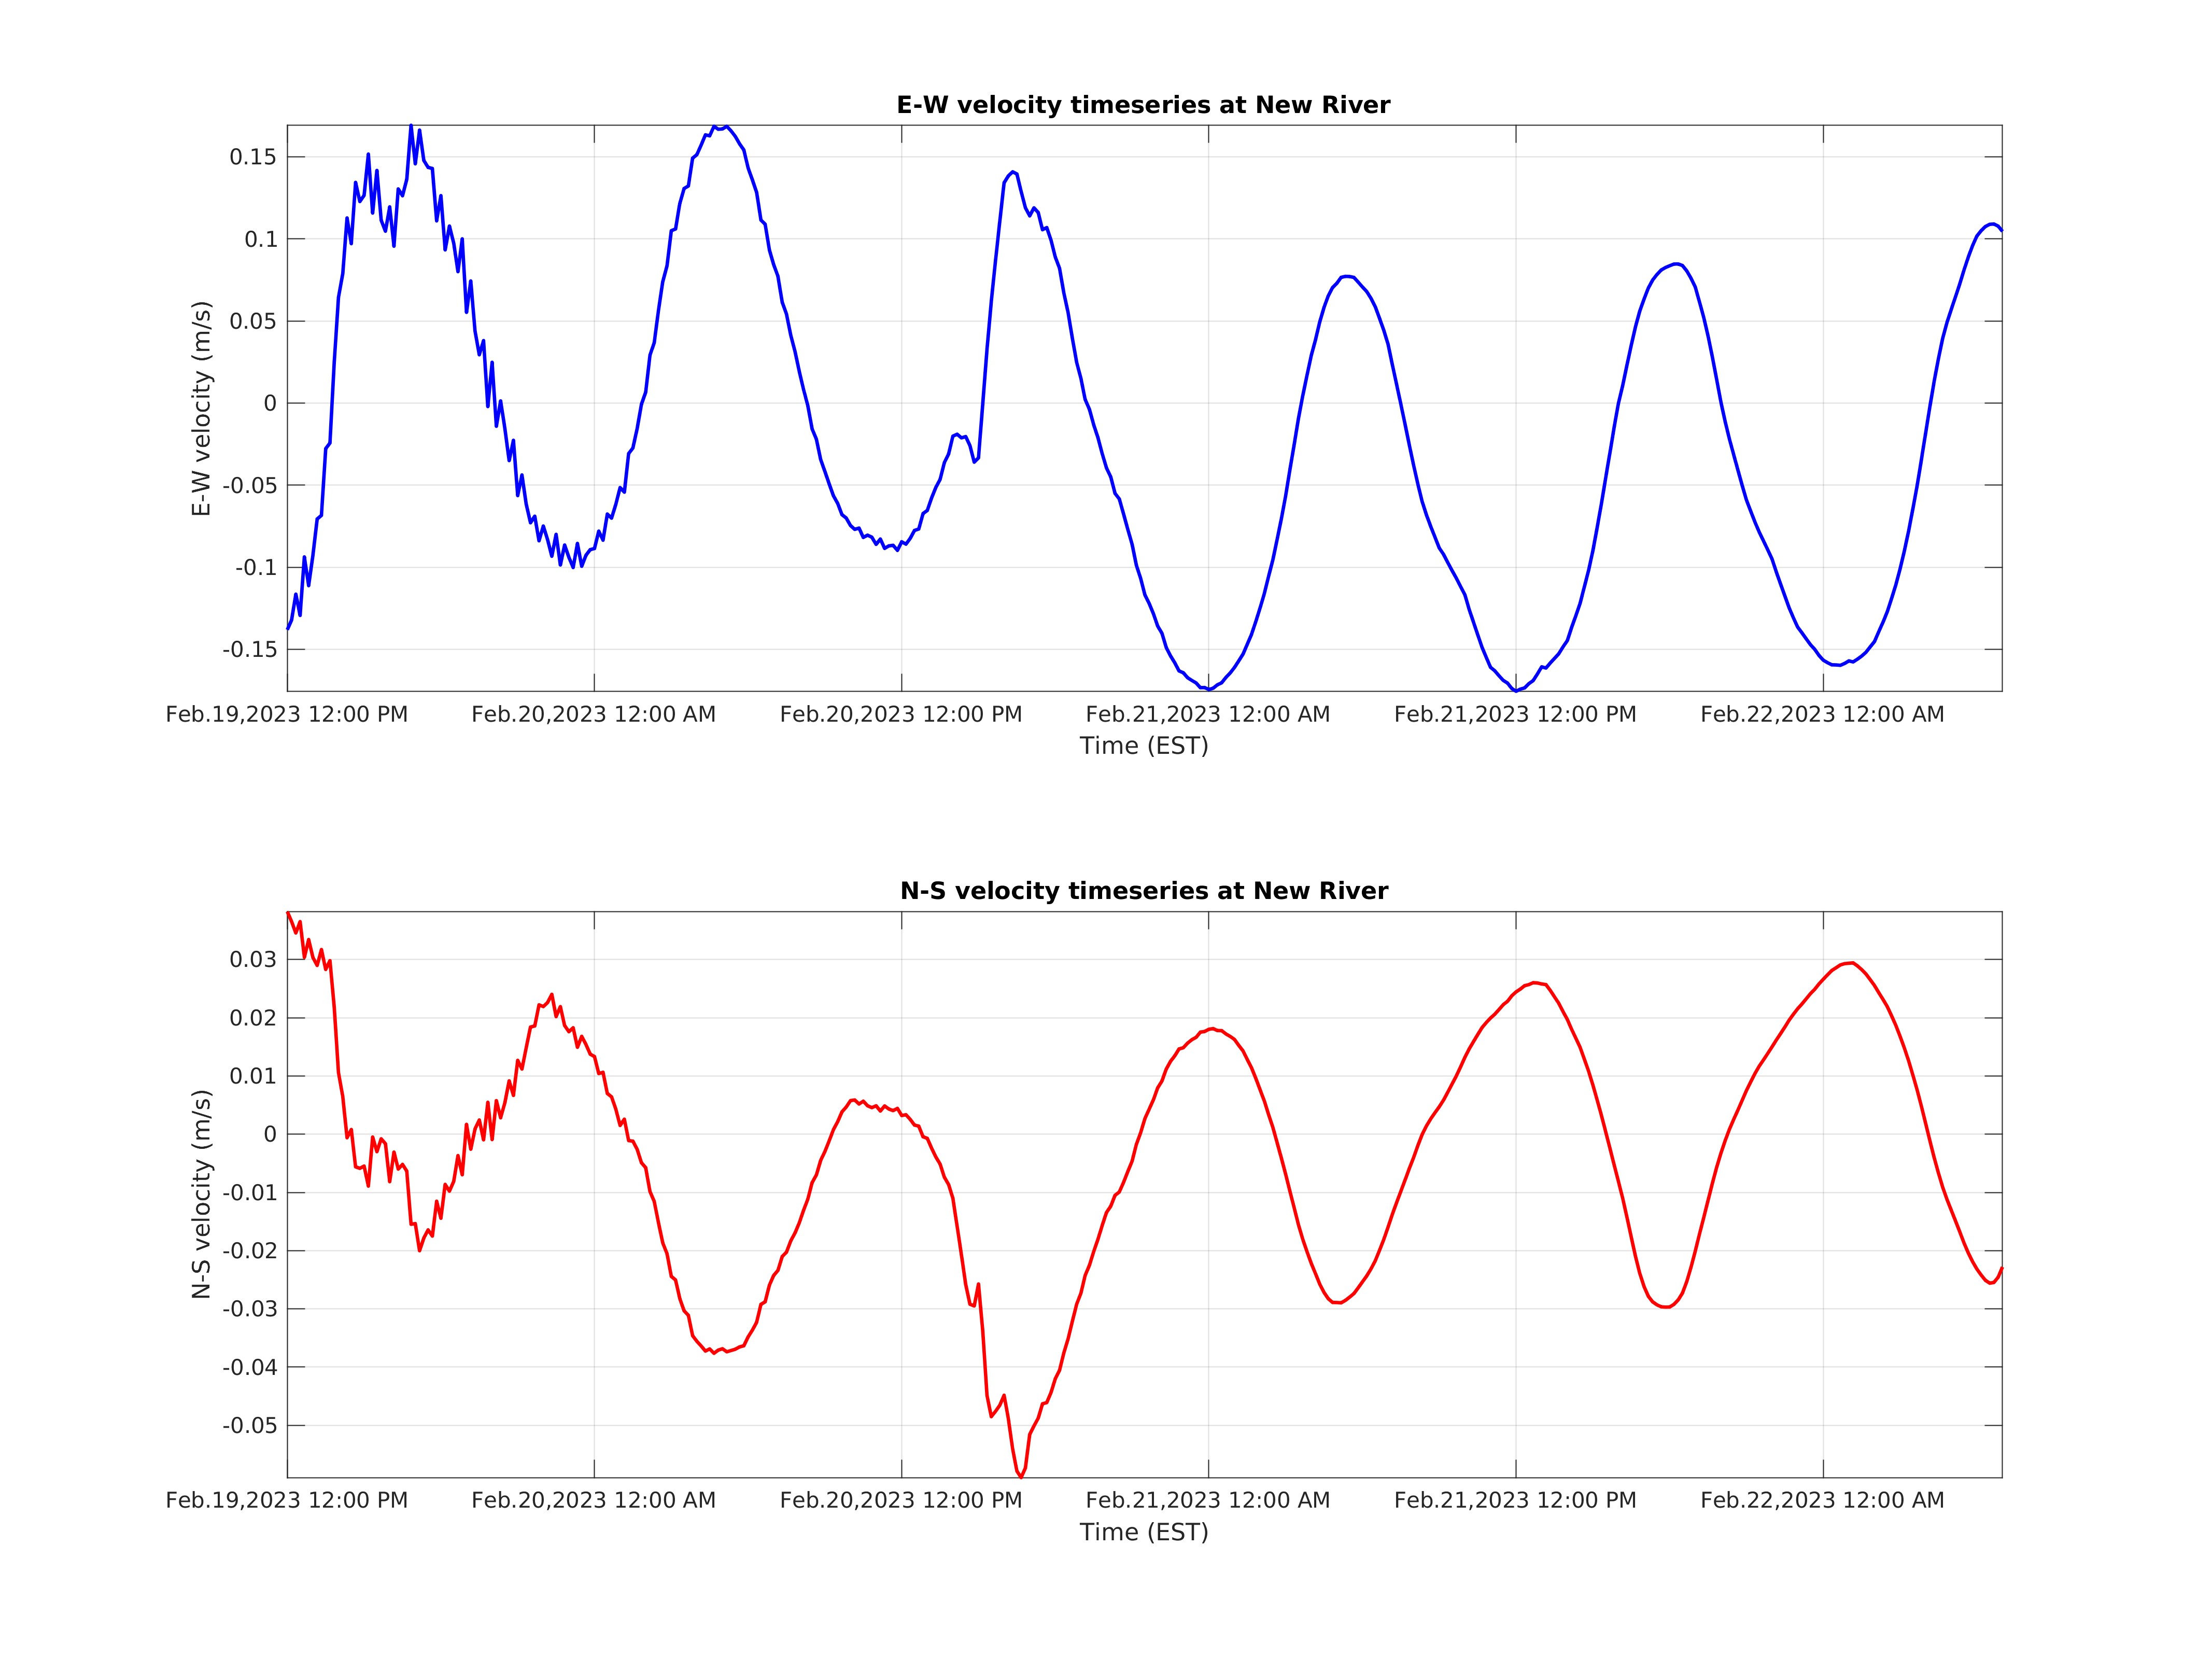 E-W velocity timeseries at New River
0.15
0.1
0.05
0
-0.05
-0.1
-0.15
E-W velocity (m/s)
Feb.19,2023 12:00 PM Feb.20,2023 12:00 AM Feb.20,2023 12:00 PM Feb.21,2023 12:00 AM Feb.21,2023 12:00 PM Feb.22,2023 12:00 AM
Time (EST)
N-S velocity timeseries at New River
0.03
0.02
0.01
0
-0.01
-0.02
-0.03
-0.04
-0.05
N-S velocity (m/s)
Feb.19,2023 12:00 PM Feb.20,2023 12:00 AM Feb.20,2023 12:00 PM Feb.21,2023 12:00 AM Feb.21,2023 12:00 PM Feb.22,2023 12:00 AM
Time (EST)